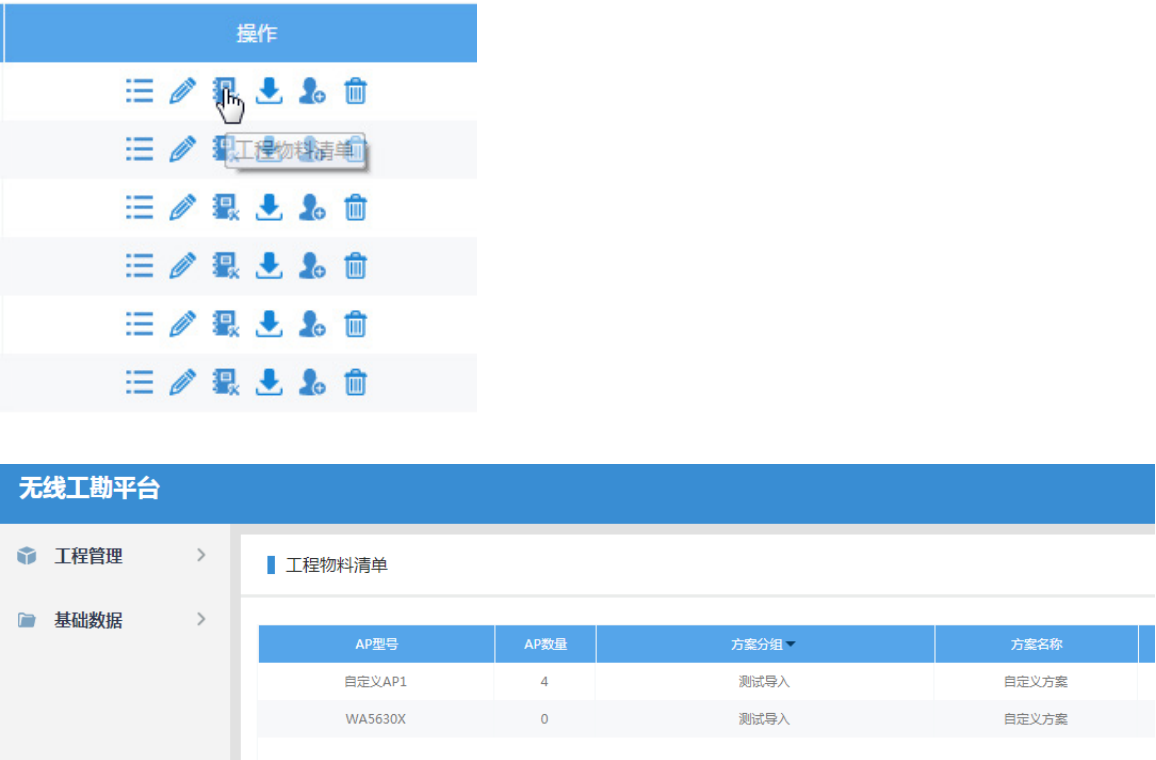 操作
工程物料清单
无线工勘平台
工程管理
工程物料清单
基础数据
AP型号 AP数量 方案分组 方案名称
自定义AP1 4 测试导入 自定义方案
WA5630X 0 测试导入 自定义方案